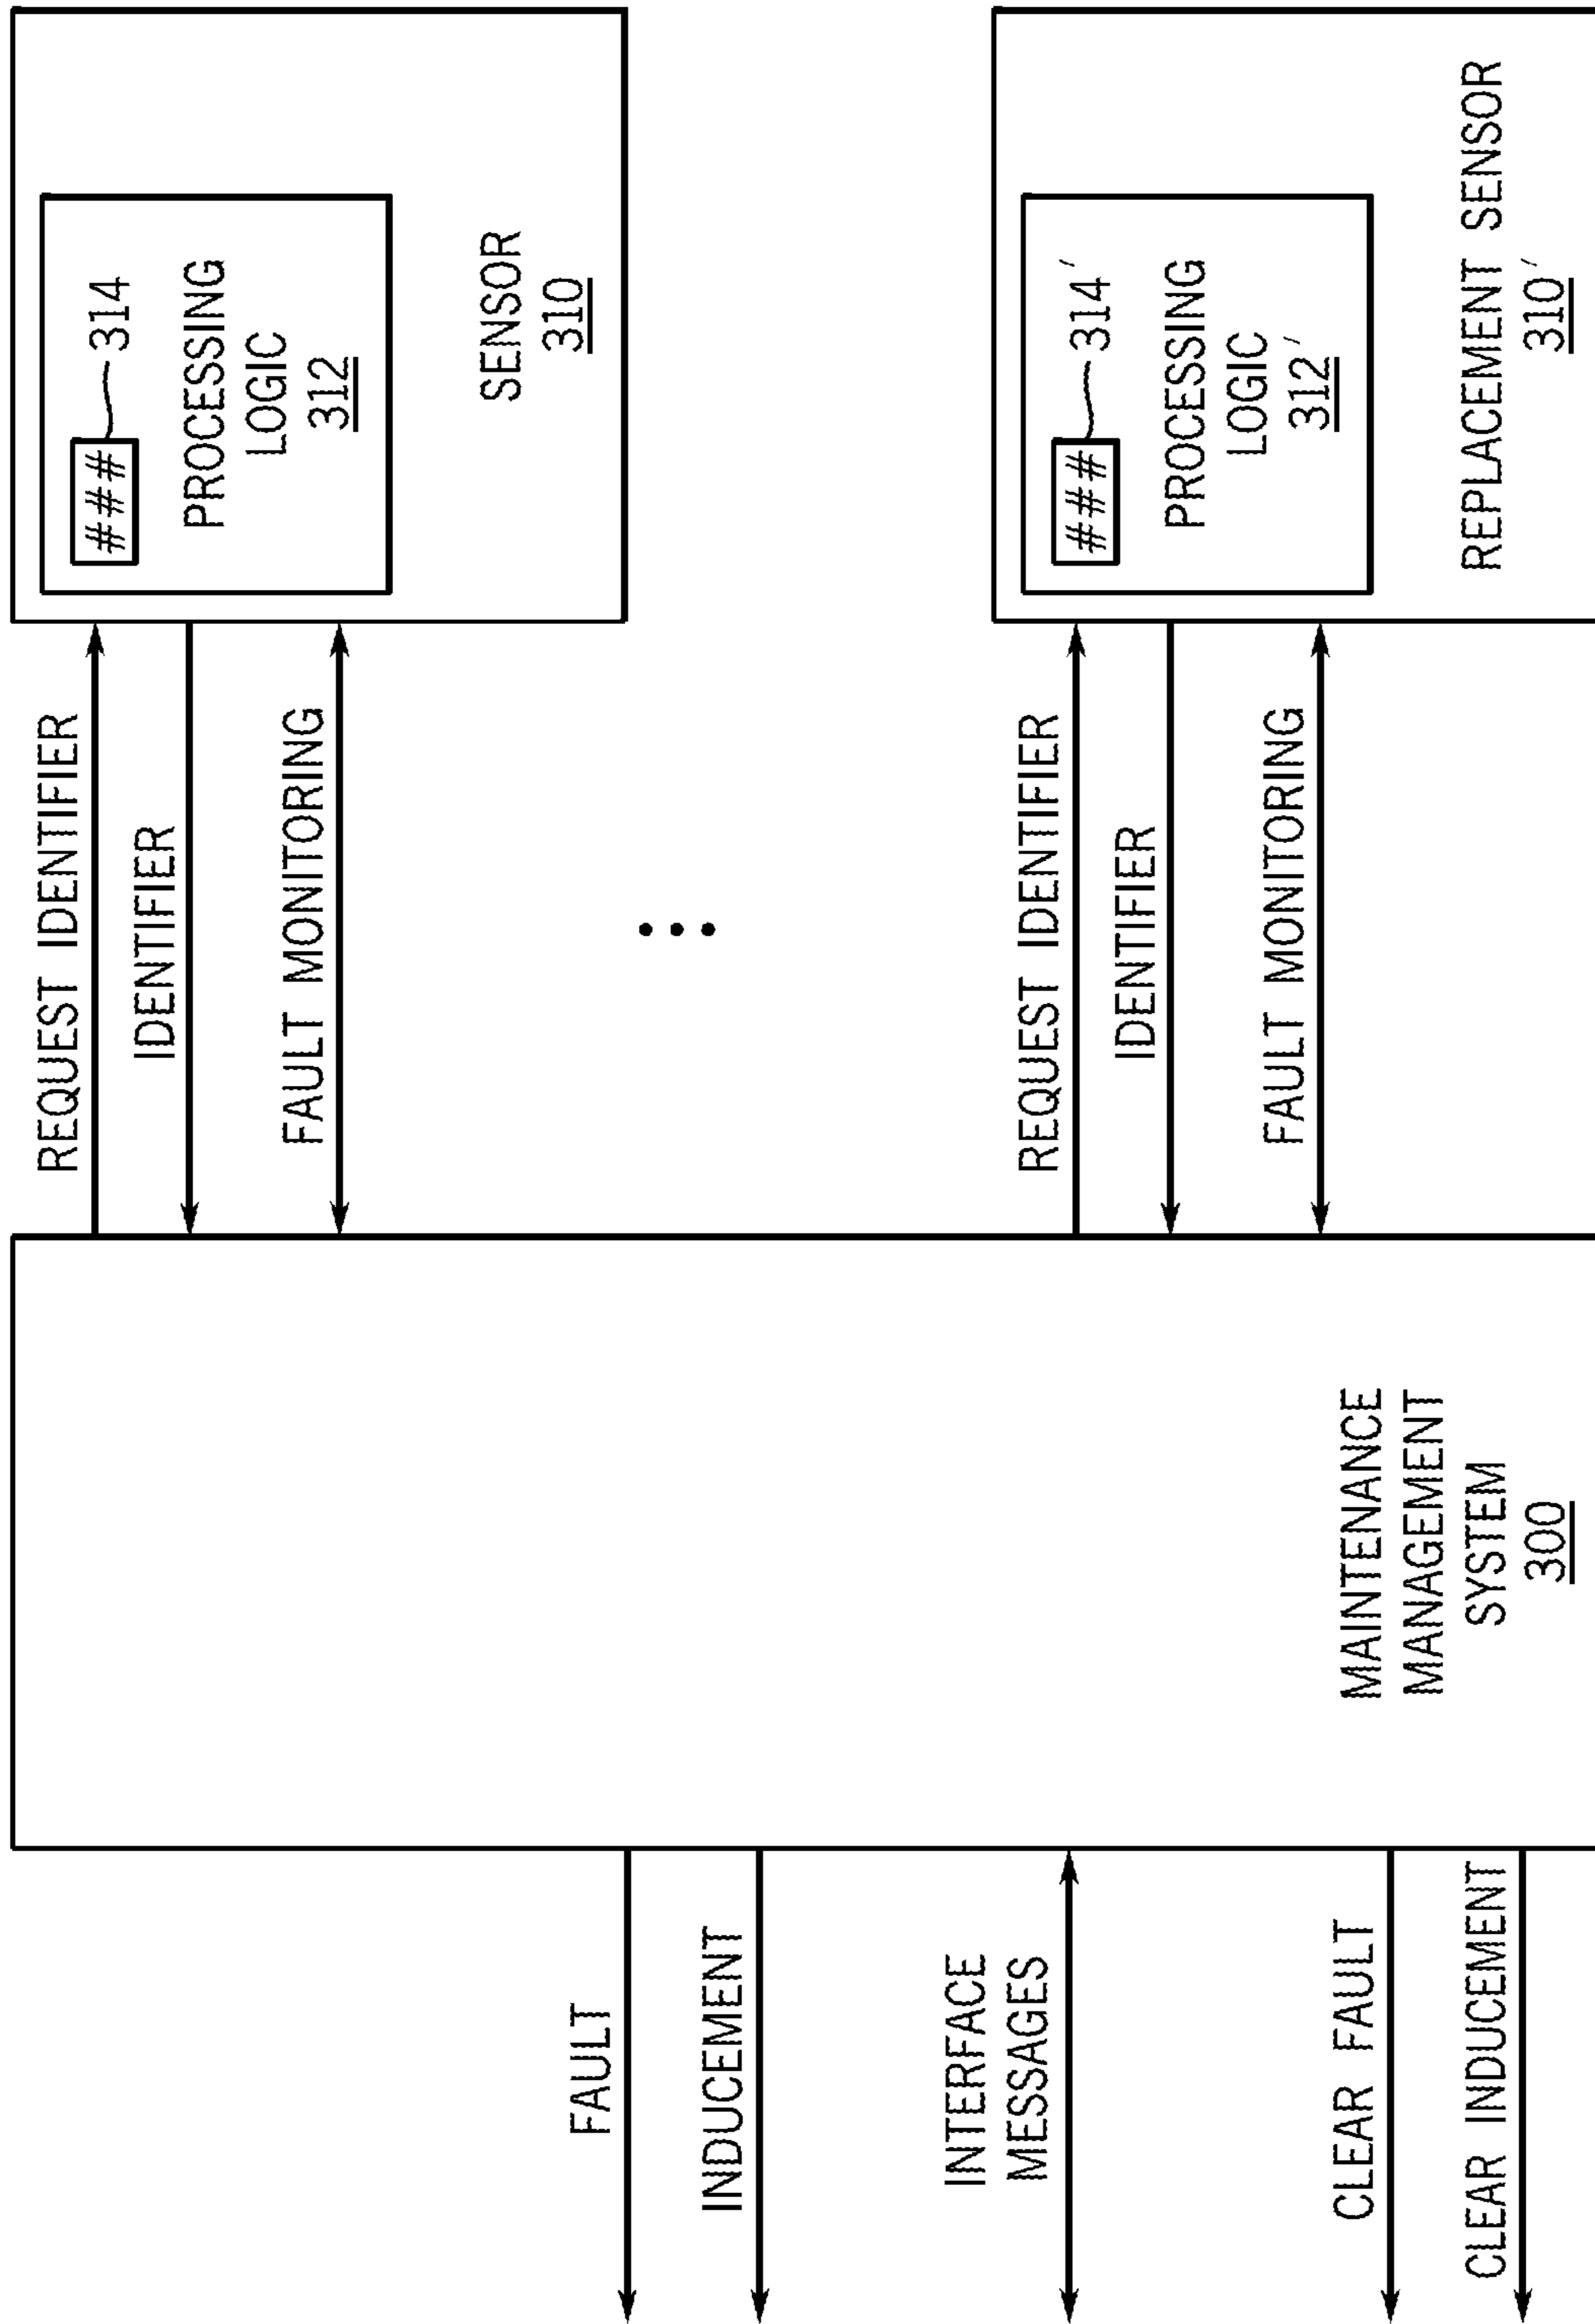 FAULT
INDUCEMENT
INTERFACE
MESSAGES
CLEAR FAULT
CLEAR INDUCEMENT
MAINTENANCE
MANAGEMENT
SYSTEM
300
REQUEST IDENTIFIER
IDENTIFIER
FAULT MONITORING
###
314
PROCESSING
LOGIC
312
SENSOR
310
REQUEST IDENTIFIER
IDENTIFIER
FAULT MONITORING
###
314'
PROCESSING
LOGIC
312'
REPLACEMENT SENSOR
310'